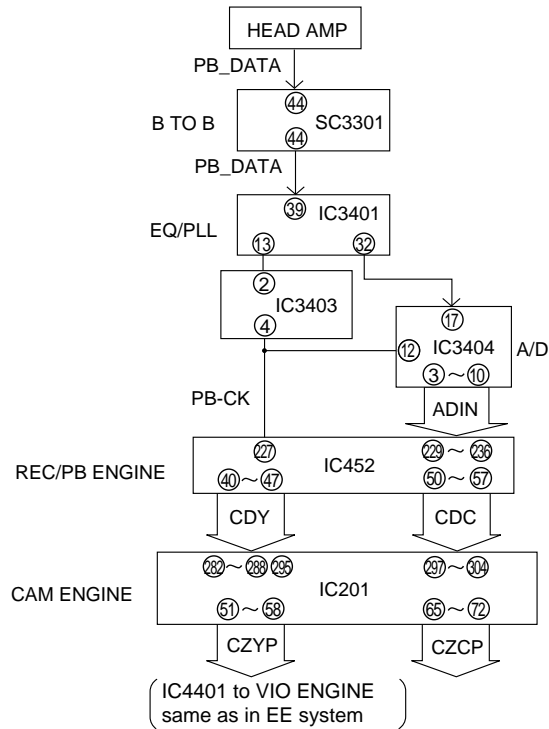 HEAD AMP
PB_DATA
44
SC3301
B TO B
44
PB_DATA
39
IC3401
EQ/PLL
13 32
2
IC3403
17
4
12 IC3404 A/D
3～10
PB-CK
ADIN
227 IC452 229～236
REC/PB ENGINE
40～47 50～57
CDY CDC
282～288 295 297～304
IC201
CAM ENGINE
51～58 65～72
CZYP CZCP
(IC4401 to VIO ENGINE
same as in EE system)